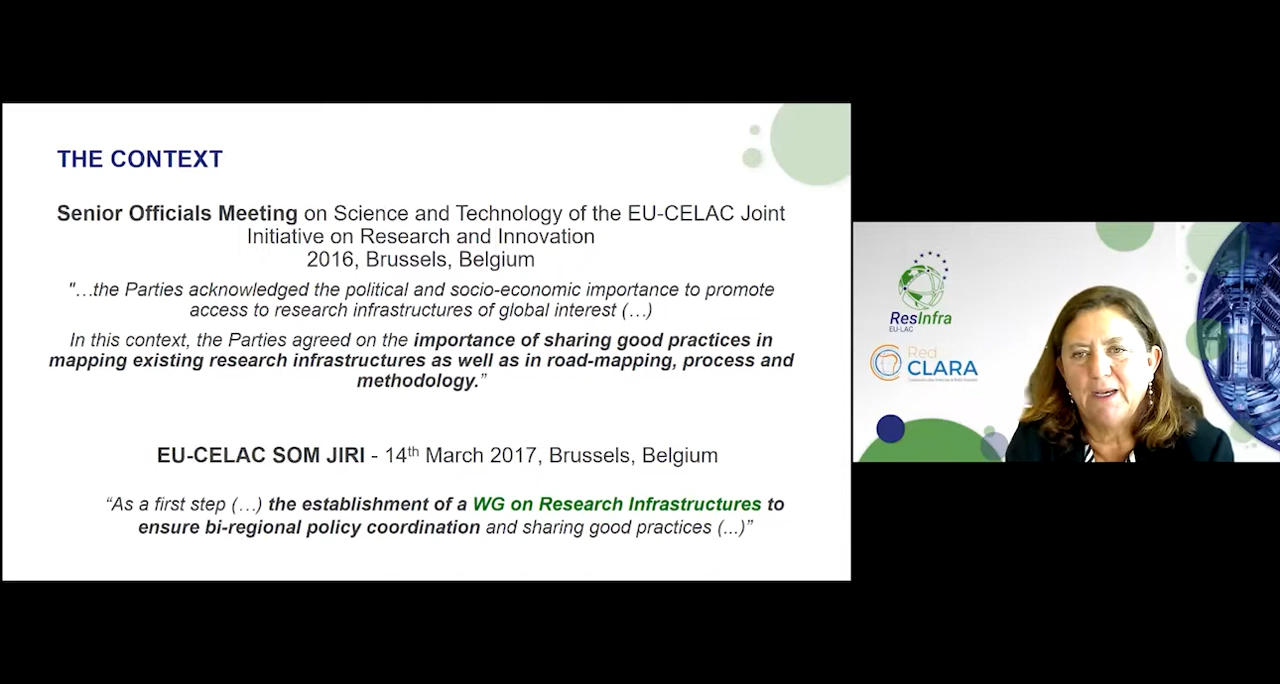 THE CONTEXT
Senior Officials Meeting on Science and Technology of the EU-CELAC Joint
Initiative on Research and Innovation
2016, Brussels, Belgium
"…the Parties acknowledged the political and socio-economic importance to promote
access to research infrastructures of global interest (…)
In this context, the Parties agreed on the importance of sharing good practices in
mapping existing research infrastructures as well as in road-mapping, process and
methodology.”
EU-CELAC SOM JIRI - 14th March 2017, Brussels, Belgium
“As a first step (…) the establishment of a WG on Research Infrastructures to
ensure bi-regional policy coordination and sharing good practices (...)”
ResInfra
EU-LAC
Red
CLARA